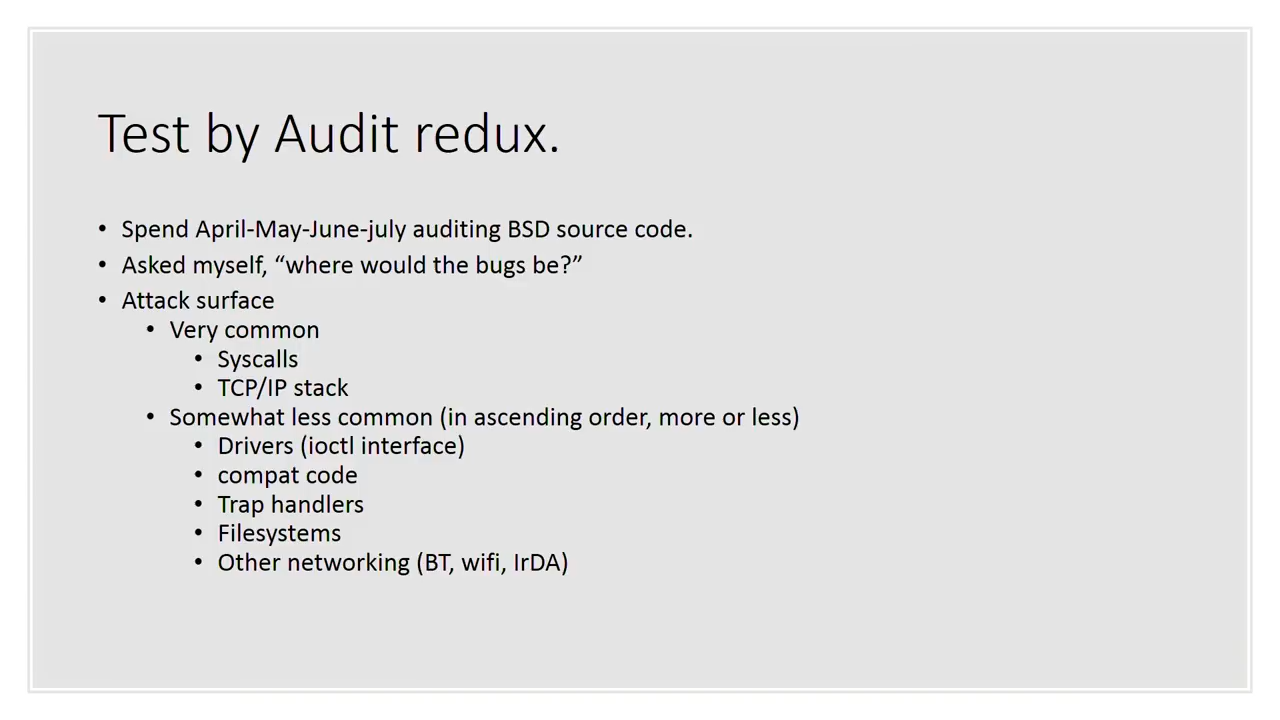 Test by Audit redux.
• Spend April-May-June-july auditing BSD source code.
• Asked myself, “where would the bugs be?”
• Attack surface
• Very common
• Syscalls
• TCP/IP stack
• Somewhat less common (in ascending order, more or less)
• Drivers (ioctl interface)
• compat code
• Trap handlers
• Filesystems
• Other networking (BT, wifi, IrDA)